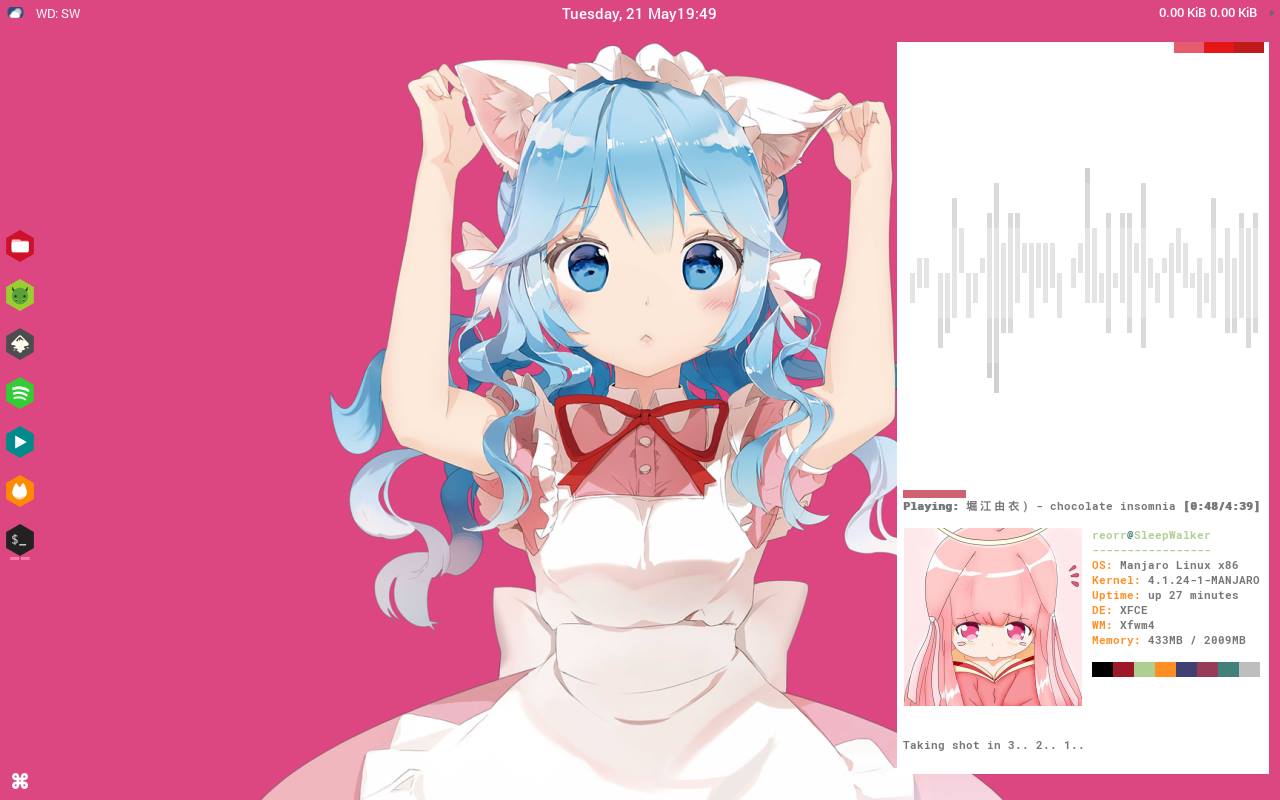 WD: SW
Tuesday, 21 May19:49
0.00 KiB 0.00 KiB
$_
Playing: 堀江由衣) - chocolate insomnia [0:48/4:39]
reorr@SleepWalker
-----------------
OS: Manjaro Linux x86
Kernel: 4.1.24-1-MANJARO
Uptime: up 27 minutes
DE: XFCE
WM: Xfwm4
Memory: 433MB / 2009MB
Taking shot in 3.. 2.. 1..
⌘